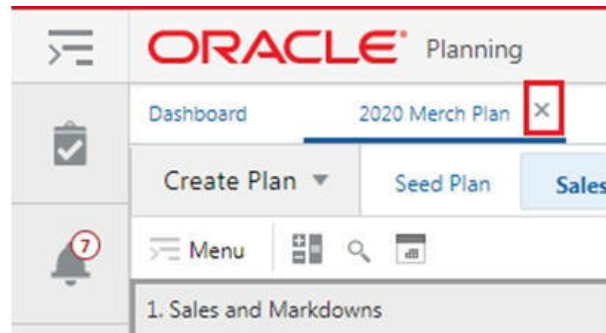 ORACLE Planning
Dashboard 2020 Merch Plan ×
Create Plan Seed Plan Sales
7
Menu
1. Sales and Markdowns